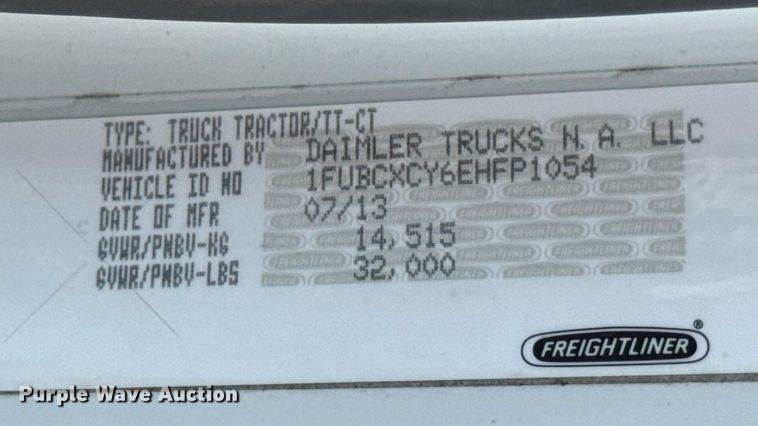 TYPE: TRUCK TRACTOR/TT-CT
MANUFACTURED BY DAIMLER TRUCKS N. A. LLC
VEHICLE ID NO 1FUBCXCY6EHFP1054
DATE OF MFR 07/13
GVWR/PNBV-KG 14,515
GVWR/PNBV-LBS 32,000
FREIGHTLINER®
Purple Wave Auction